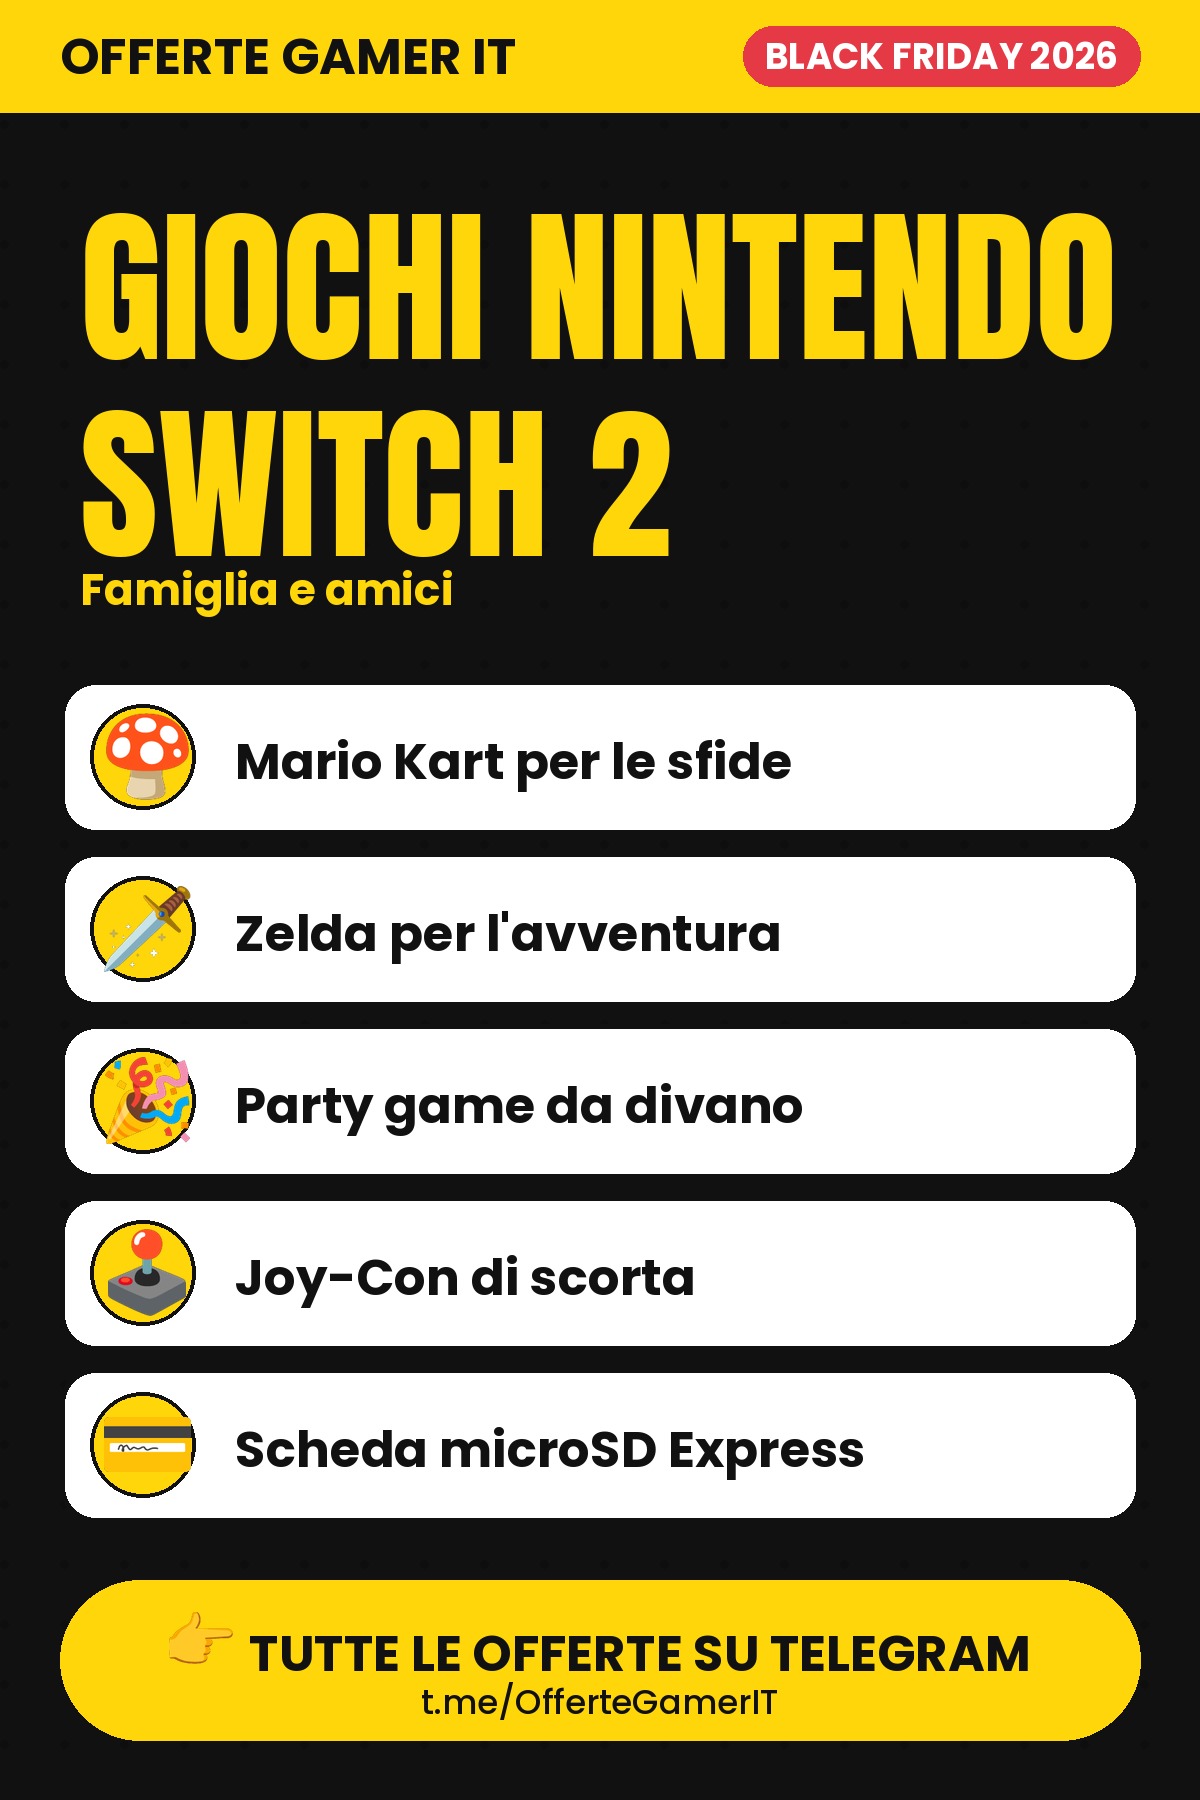 OFFERTE GAMER IT
BLACK FRIDAY 2026
GIOCHI NINTENDO
SWITCH 2
Famiglia e amici
Mario Kart per le sfide
Zelda per l'avventura
Party game da divano
Joy-Con di scorta
Scheda microSD Express
TUTTE LE OFFERTE SU TELEGRAM
t.me/OfferteGamerIT